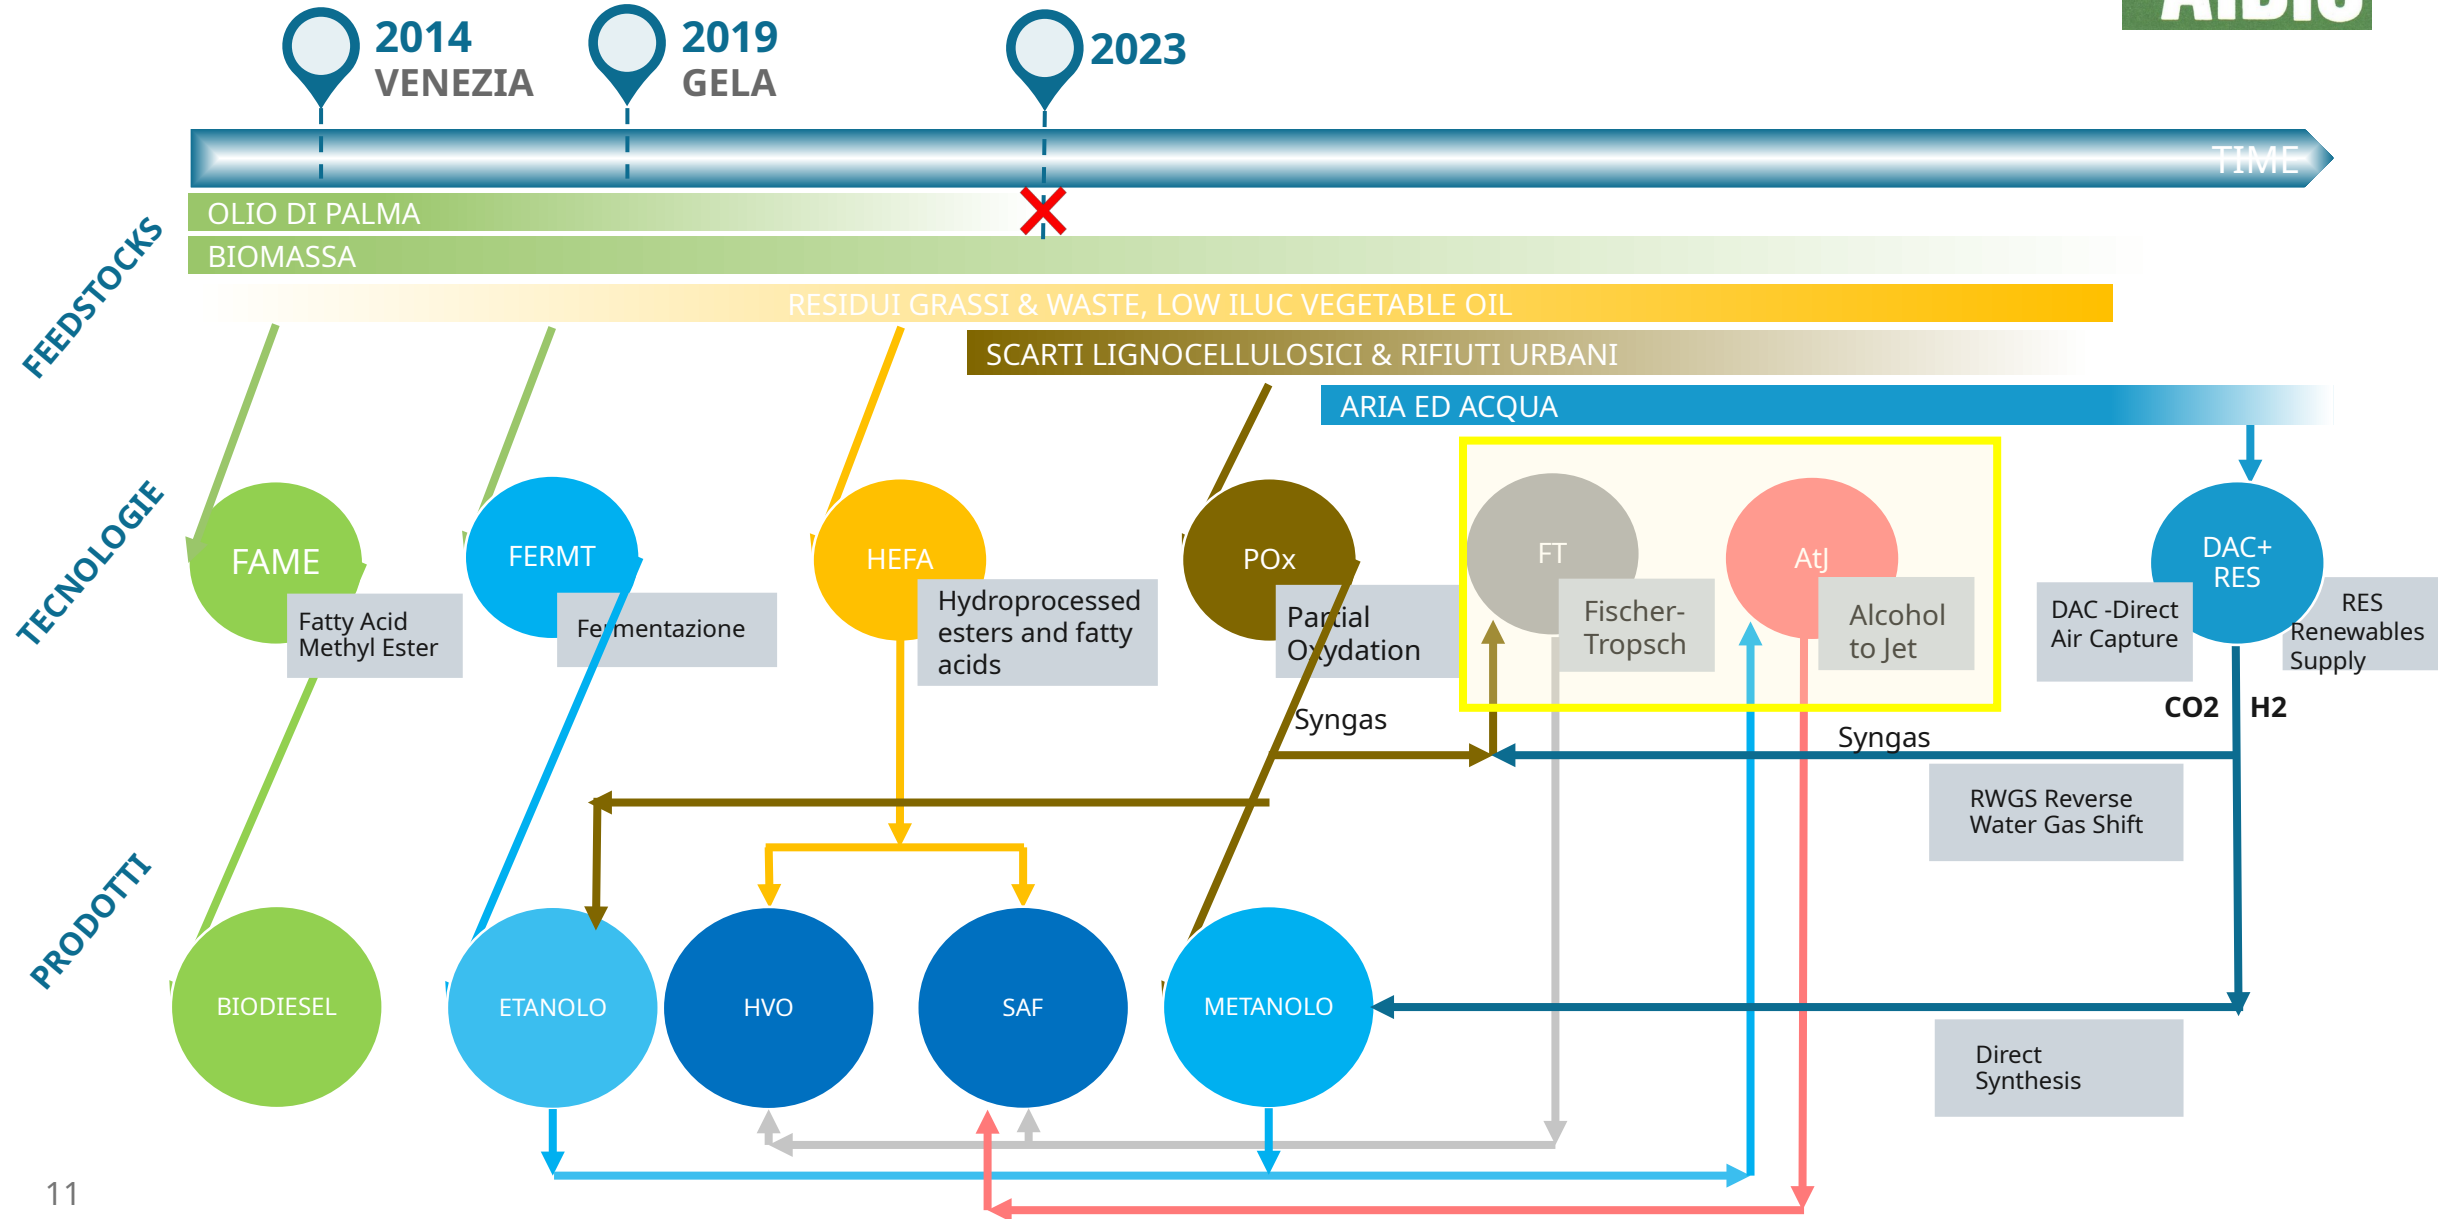 2014
VENEZIA
2019
GELA
2023
TIME
FEEDSTOCKS
OLIO DI PALMA
BIOMASSA
RESIDUI GRASSI & WASTE, LOW ILUC VEGETABLE OIL
SCARTI LIGNOCELLULOSICI & RIFIUTI URBANI
ARIA ED ACQUA
TECNOLOGIE
FAME
Fatty Acid
Methyl Ester
FERMT
Fermentazione
HEFA
Hydroprocessed
esters and fatty
acids
POx
Partial
Oxydation
FT
Fischer-
Tropsch
AtJ
Alcohol
to Jet
DAC+
RES
DAC -Direct
Air Capture
RES
Renewables
Supply
CO2
H2
Syngas
Syngas
RWGS Reverse
Water Gas Shift
PRODOTTI
BIODIESEL
ETANOLO
HVO
SAF
METANOLO
Direct
Synthesis
11